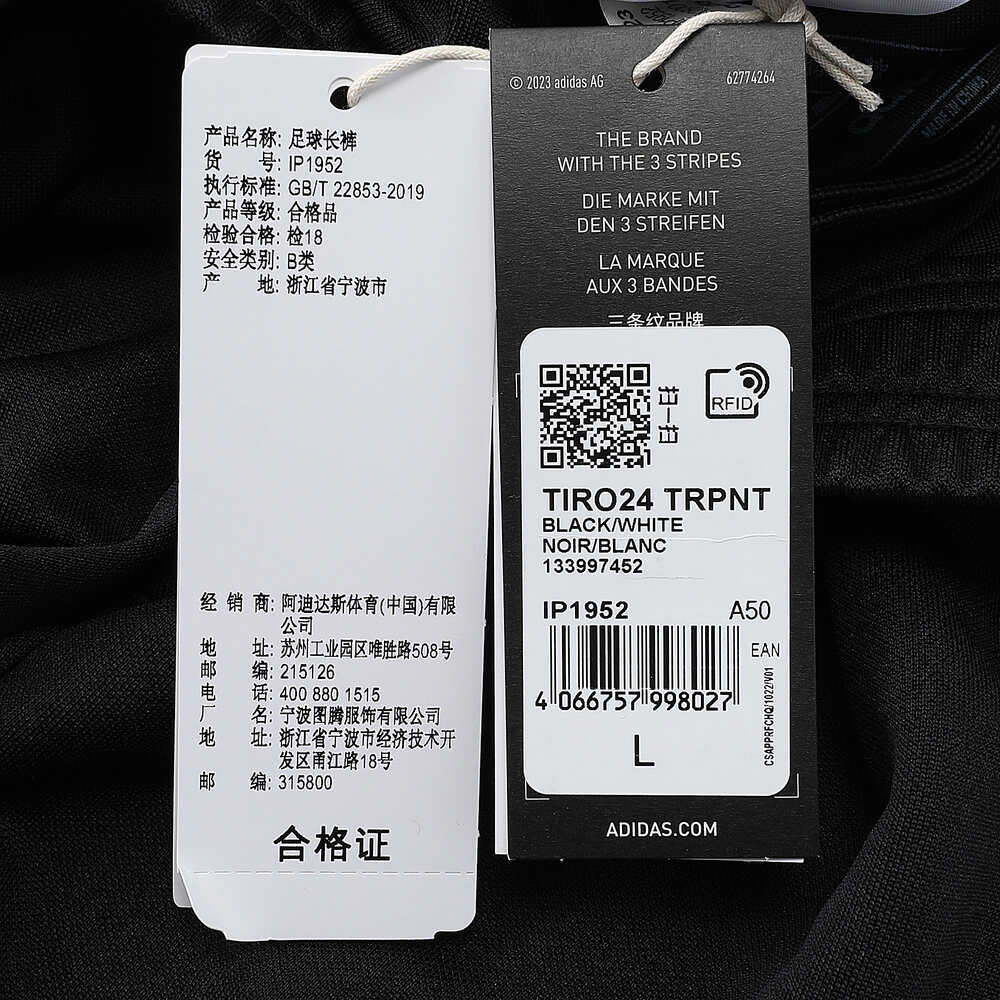 产品名称: 足球长裤
货 号: IP1952
执行标准: GB/T 22853-2019
产品等级: 合格品
检验合格: 检18
安全类别: B类
产 地: 浙江省宁波市
经 销 商: 阿迪达斯体育(中国)有限
公司
地 址: 苏州工业园区唯胜路508号
邮 编: 215126
电 话: 400 880 1515
厂 名: 宁波图腾服饰有限公司
地 址: 浙江省宁波市经济技术开
发区甬江路18号
邮 编: 315800
合格证
© 2023 adidas AG
62774264
THE BRAND
WITH THE 3 STRIPES
DIE MARKE MIT
DEN 3 STREIFEN
LA MARQUE
AUX 3 BANDES
三条纹品牌
扫一扫
RFID
TIRO24 TRPNT
BLACK/WHITE
NOIR/BLANC
133997452
IP1952 A50
EAN
4 066757 998027
L
CSAPPRFCHQ/1022/V01
ADIDAS.COM
MADE IN CHINA